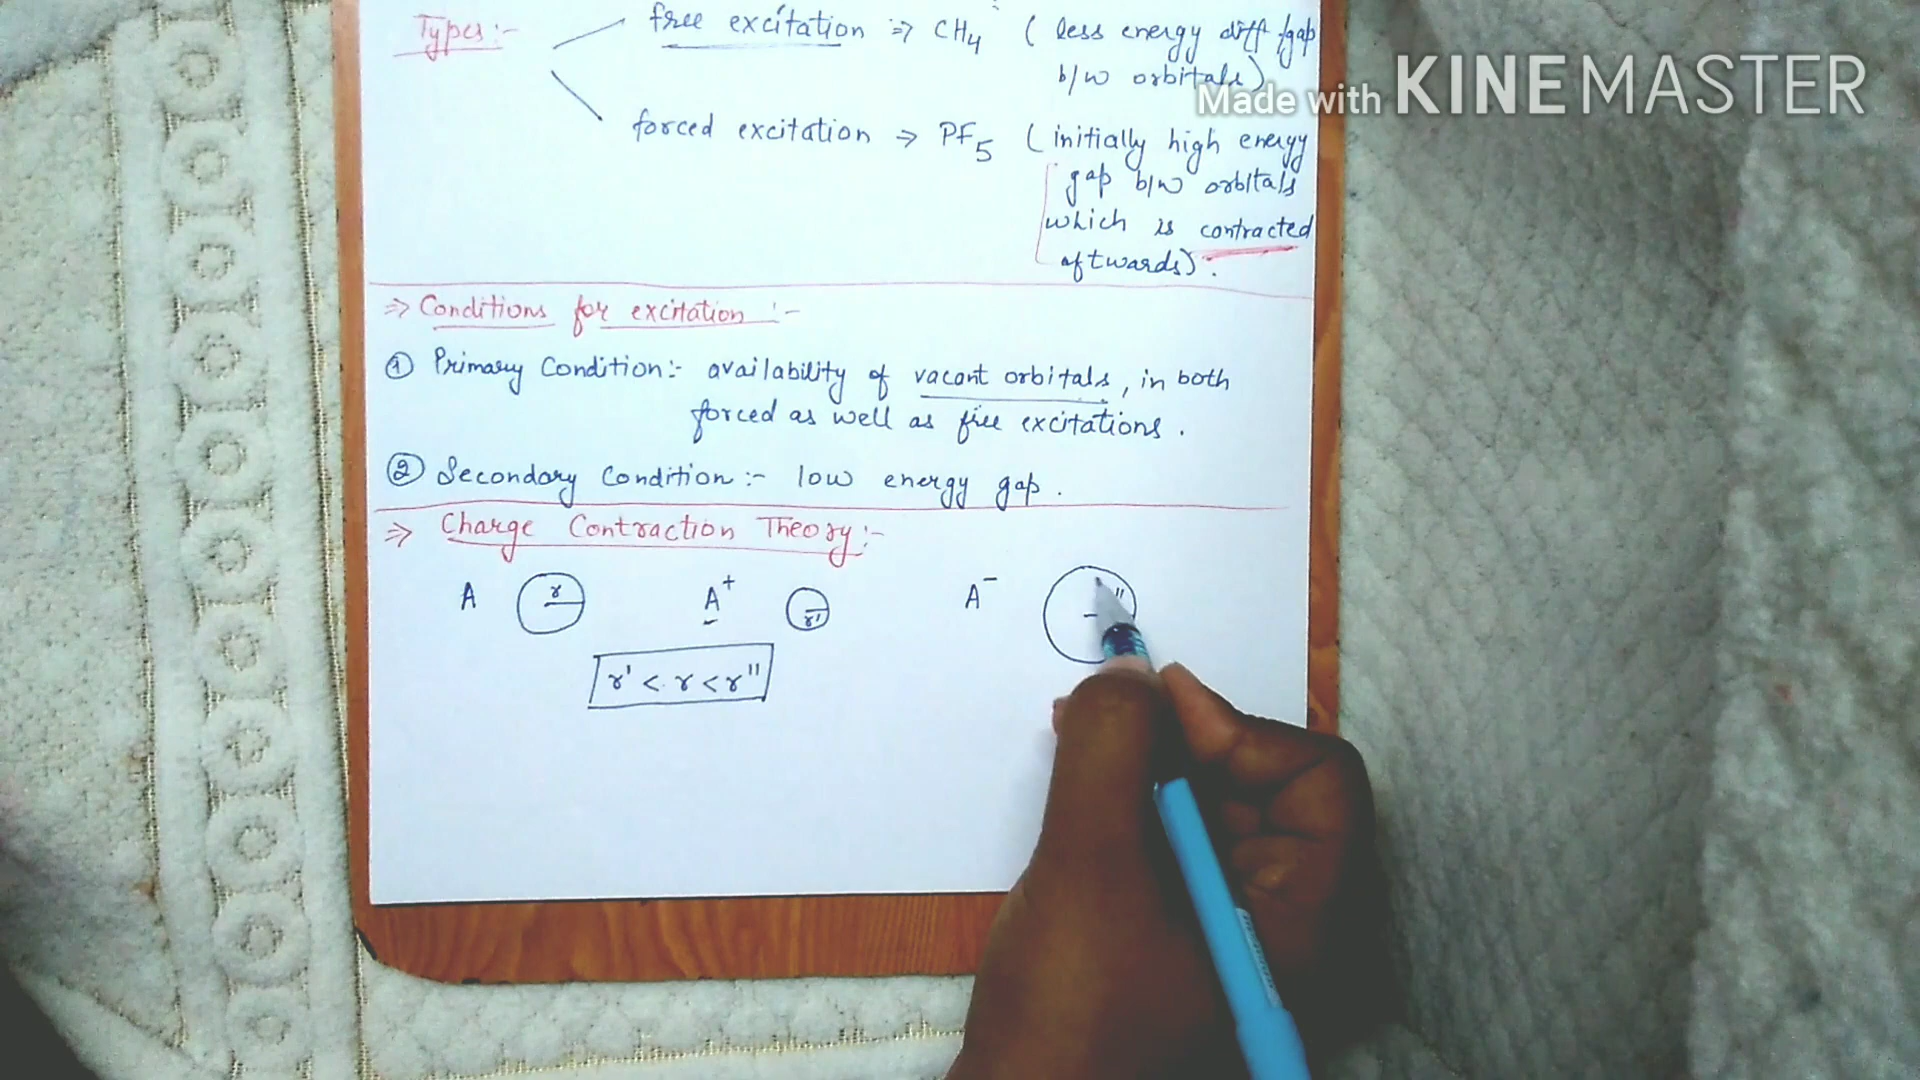 Types:- free excitation ⇒ CH4 (less energy diff/gap
b/w orbitals)
Made with KINEMASTER
forced excitation ⇒ PF5 (initially high energy
gap b/w orbitals
which is contracted
aftwards).
⇒ Conditions for excitation :-
① Primary Condition:- availability of vacant orbitals, in both
forced as well as free excitations.
② Secondary Condition:- low energy gap.
⇒ Charge Contraction Theory:-
A r A+ r' A- "
r' < r < r"